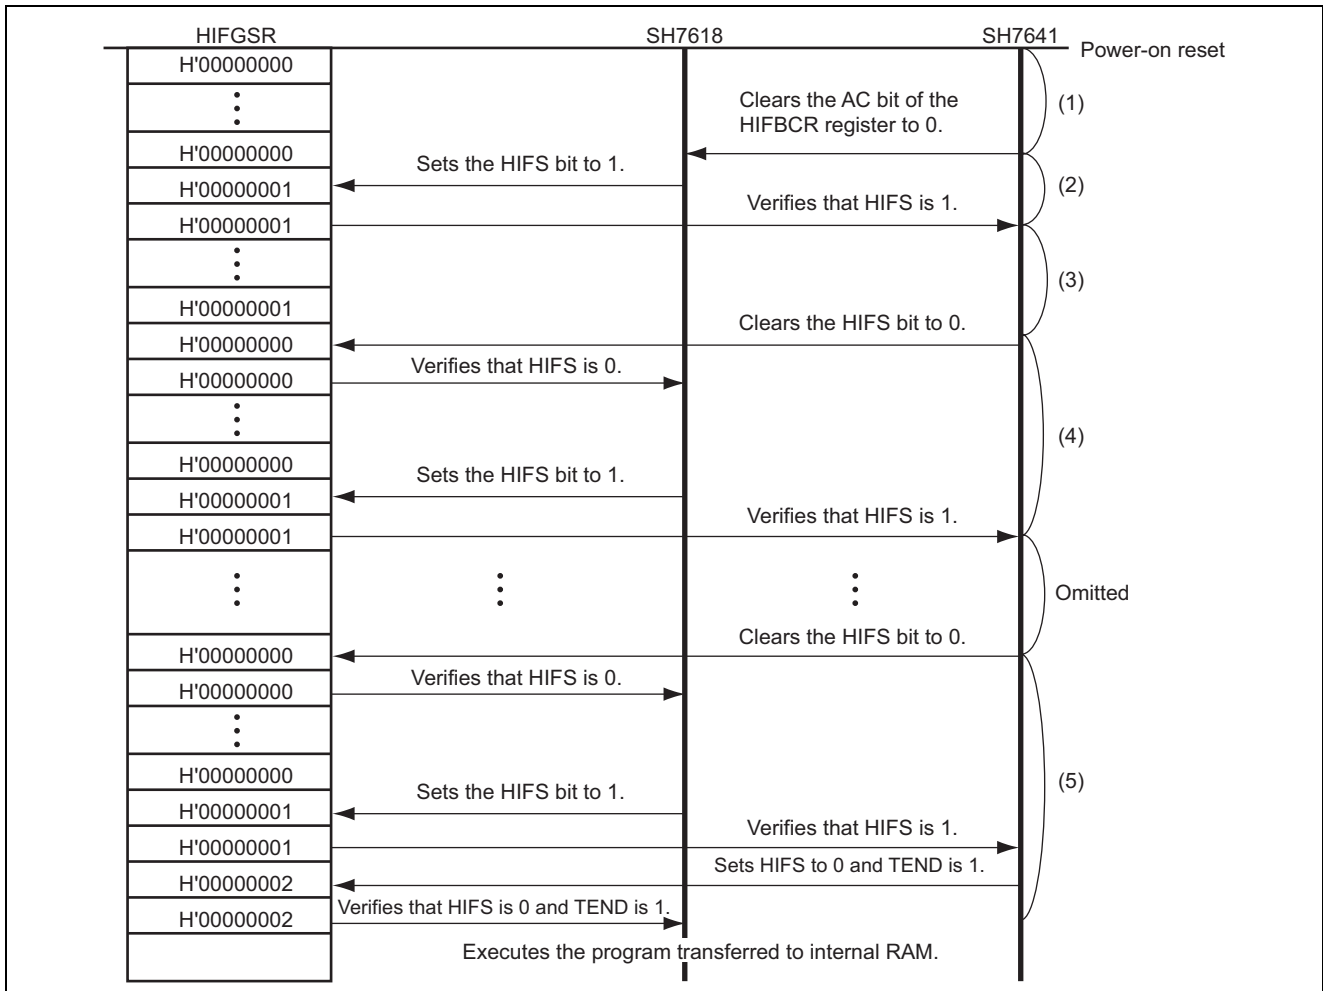 HIFGSR SH7618 SH7641
Power-on reset
H'00000000
Clears the AC bit of the
HIFBCR register to 0.
(1)
H'00000000
Sets the HIFS bit to 1.
H'00000001
(2)
Verifies that HIFS is 1.
H'00000001
(3)
H'00000001
Clears the HIFS bit to 0.
H'00000000
Verifies that HIFS is 0.
H'00000000
(4)
H'00000000
Sets the HIFS bit to 1.
H'00000001
Verifies that HIFS is 1.
H'00000001
Omitted
Clears the HIFS bit to 0.
H'00000000
Verifies that HIFS is 0.
H'00000000
H'00000000
(5)
Sets the HIFS bit to 1.
H'00000001
Verifies that HIFS is 1.
H'00000001
Sets HIFS to 0 and TEND is 1.
H'00000002
Verifies that HIFS is 0 and TEND is 1.
H'00000002
Executes the program transferred to internal RAM.